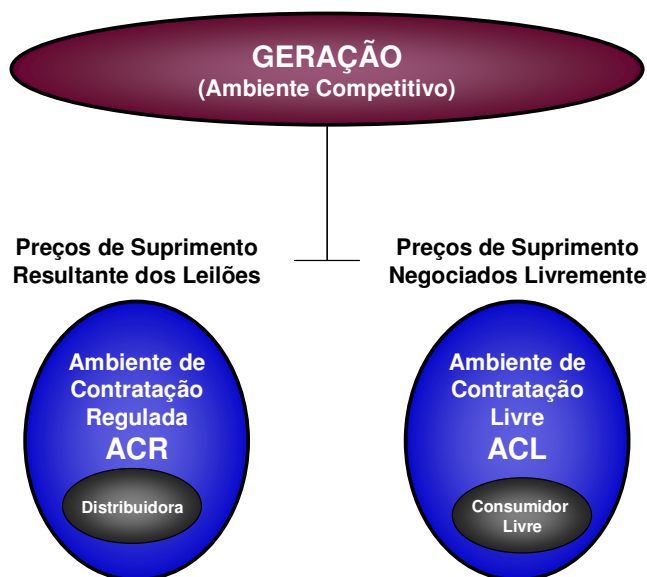 GERAÇÃO
(Ambiente Competitivo)
Preços de Suprimento
Resultante dos Leilões
Preços de Suprimento
Negociados Livremente
Ambiente de
Contratação
Regulada
ACR
Distribuidora
Ambiente de
Contratação
Livre
ACL
Consumidor
Livre